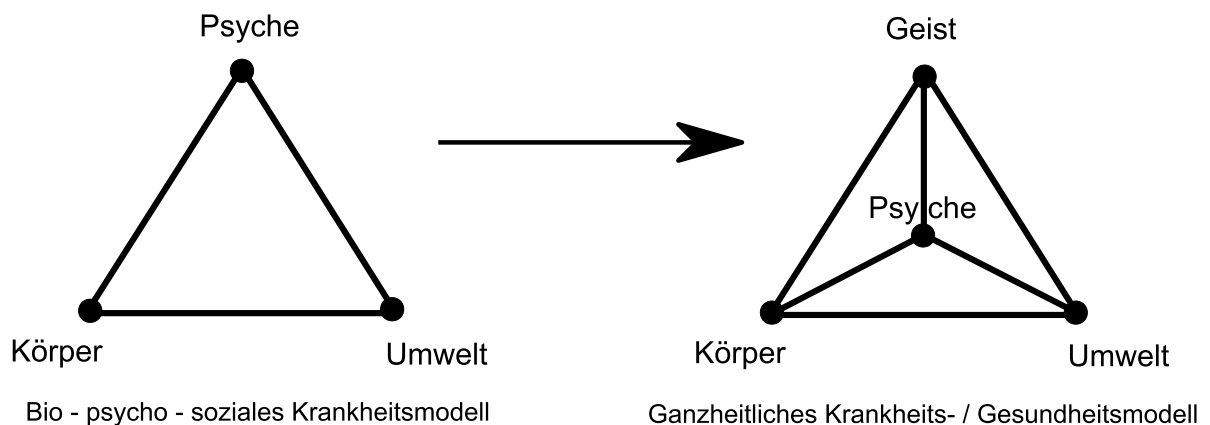 Psyche
Körper
Umwelt
Bio - psycho - soziales Krankheitsmodell
Geist
Psyche
Körper
Umwelt
Ganzheitliches Krankheits- / Gesundheitsmodell